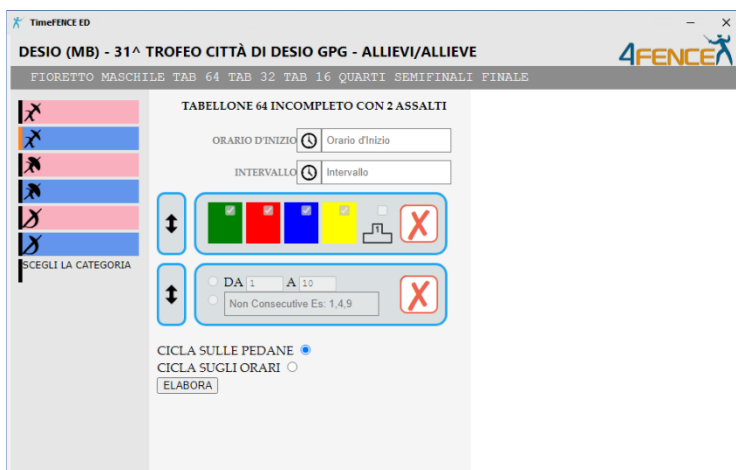 TimeFENCE ED
DESIO (MB) - 31^ TROFEO CITTÀ DI DESIO GPG - ALLIEVI/ALLIEVE
4FENCE
FIORETTO MASCHILE TAB 64 TAB 32 TAB 16 QUARTI SEMIFINALI FINALE
SCEGLI LA CATEGORIA
TABELLONE 64 INCOMPLETO CON 2 ASSALTI
ORARIO D'INIZIO Orario d'Inizio
INTERVALLO Intervallo
1
DA 1 A 10
Non Consecutive Es: 1,4,9
CICLA SULLE PEDANE
CICLA SUGLI ORARI
ELABORA